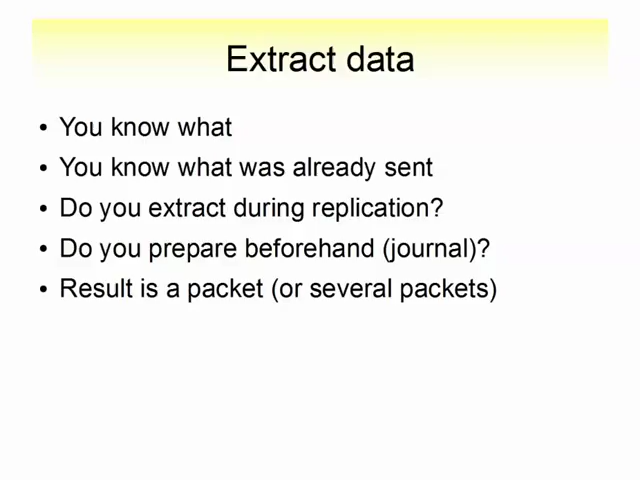 Extract data
• You know what
• You know what was already sent
• Do you extract during replication?
• Do you prepare beforehand (journal)?
• Result is a packet (or several packets)